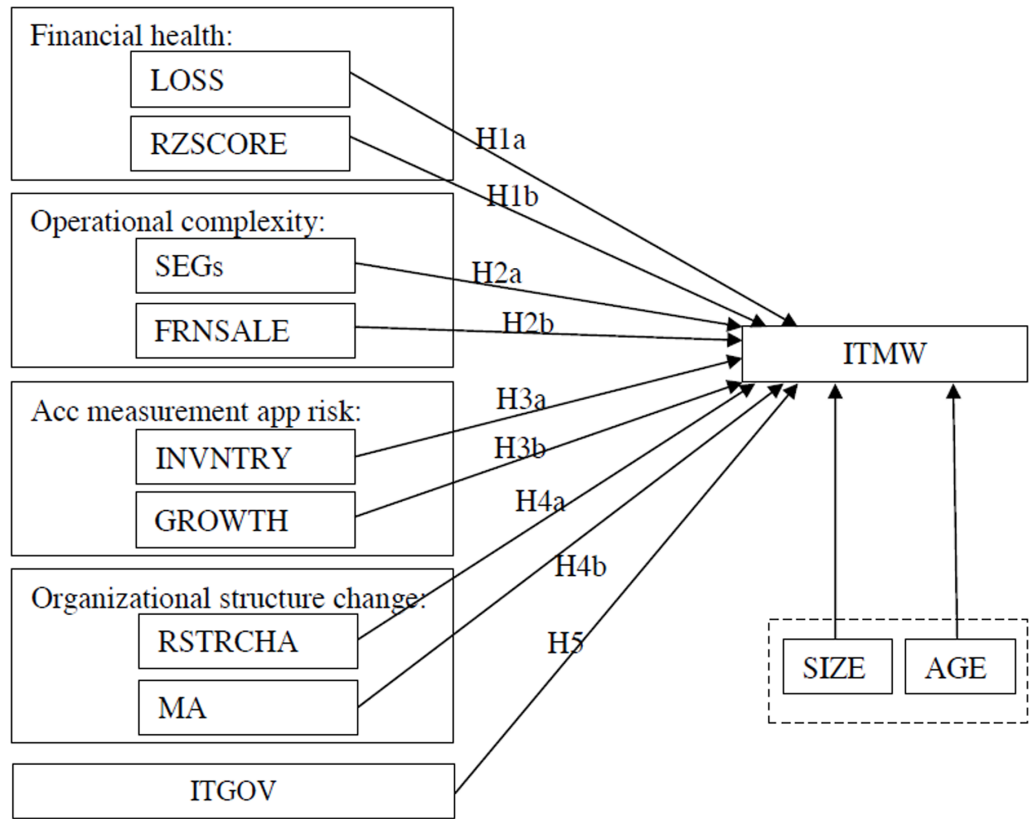 Financial health:
LOSS
RZSCORE
H1a
H1b
Operational complexity:
SEGs
FRNSALE
H2a
H2b
ITMW
Acc measurement app risk:
INVNTRY
GROWTH
H3a
H3b
Organizational structure change:
RSTRCHA
MA
H4a
H4b
H5
SIZE
AGE
ITGOV